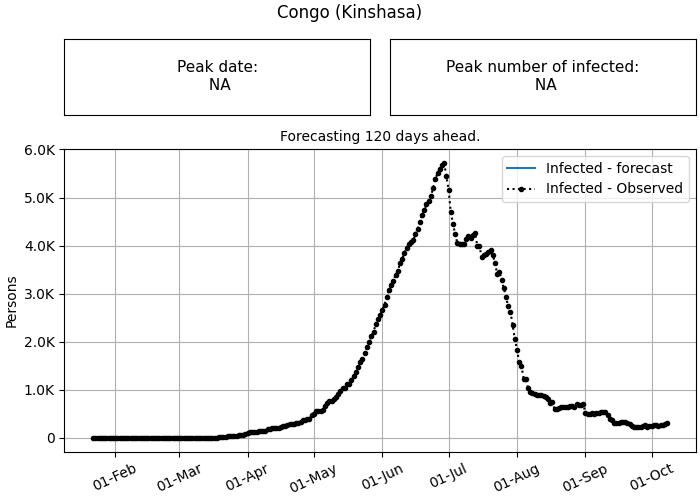 Congo (Kinshasa)
Peak date:
NA
Peak number of infected:
NA
Forecasting 120 days ahead.
Infected - forecast
Infected - Observed
6.0K
5.0K
4.0K
3.0K
2.0K
1.0K
0
Persons
01-Feb
01-Mar
01-Apr
01-May
01-Jun
01-Jul
01-Aug
01-Sep
01-Oct